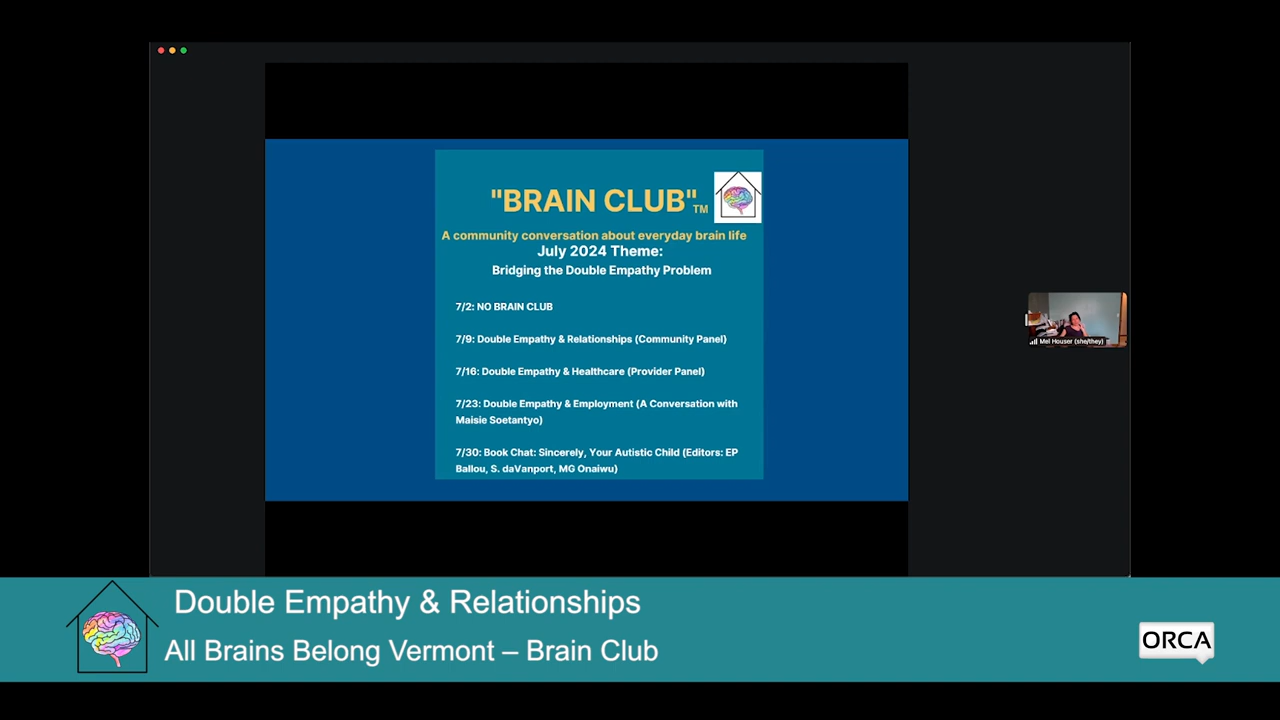 "BRAIN CLUB"TM
A community conversation about everyday brain life
July 2024 Theme:
Bridging the Double Empathy Problem
7/2: NO BRAIN CLUB
7/9: Double Empathy & Relationships (Community Panel)
7/16: Double Empathy & Healthcare (Provider Panel)
7/23: Double Empathy & Employment (A Conversation with
Maisie Soetantyo)
7/30: Book Chat: Sincerely, Your Autistic Child (Editors: EP
Ballou, S. daVanport, MG Onaiwu)
Mel Houser (she/they)
Double Empathy & Relationships
All Brains Belong Vermont – Brain Club
ORCA